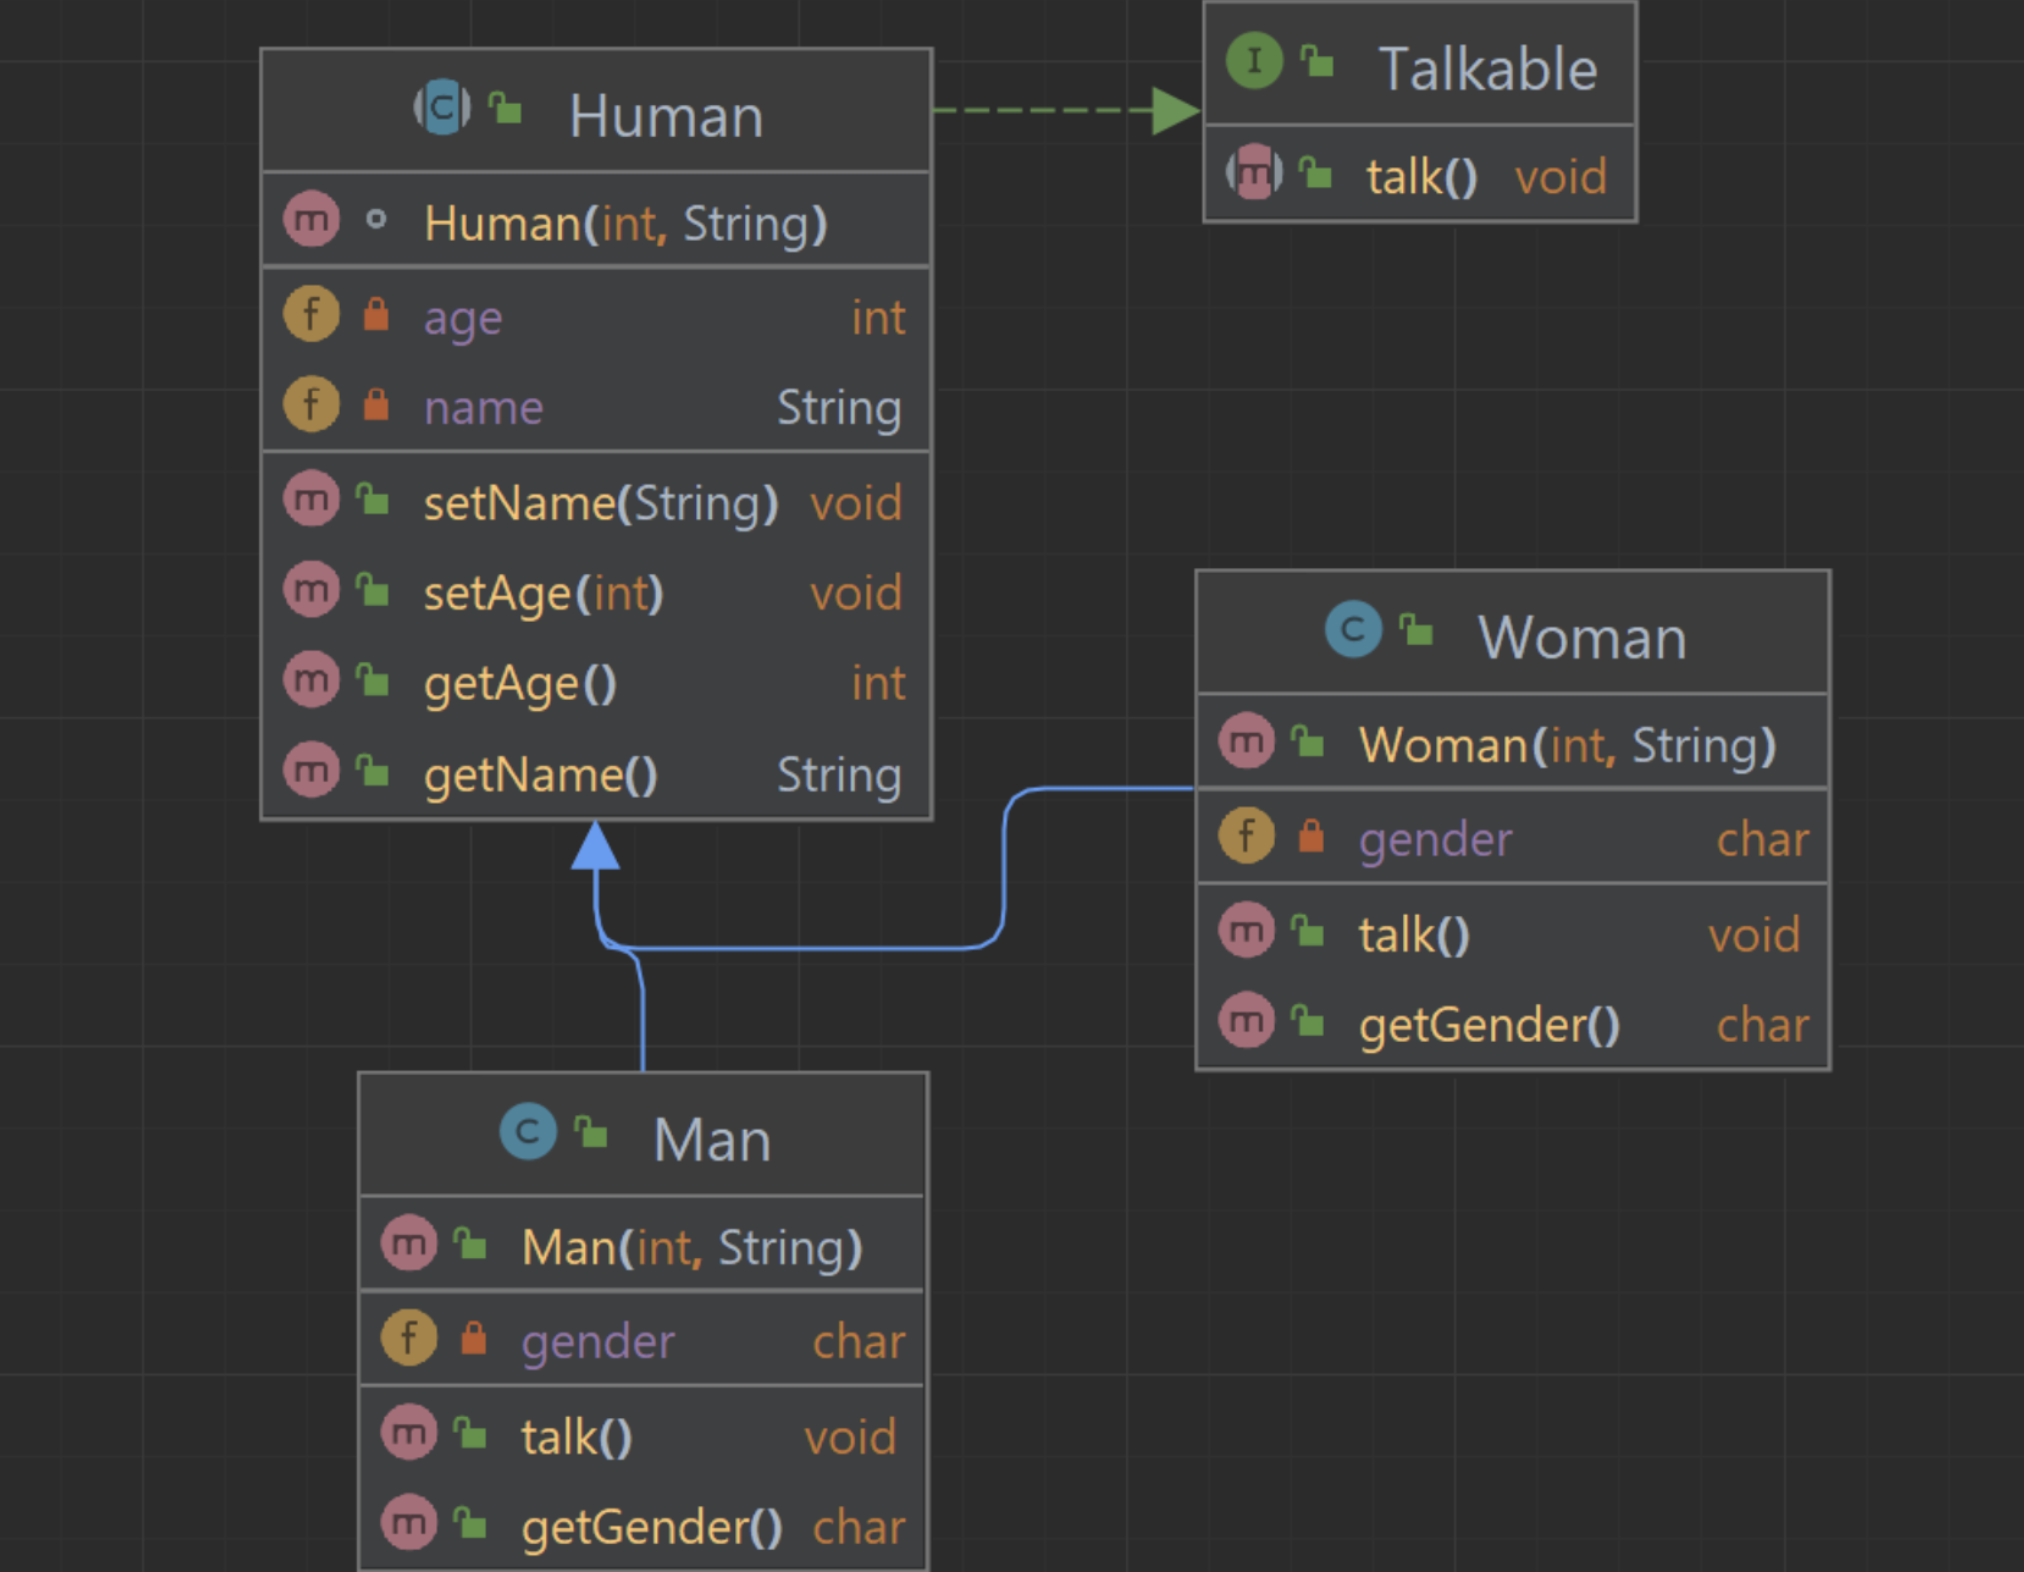 Human
Human(int, String)
age int
name String
setName(String) void
setAge(int) void
getAge() int
getName() String
Talkable
talk() void
Woman
Woman(int, String)
gender char
talk() void
getGender() char
Man
Man(int, String)
gender char
talk() void
getGender() char